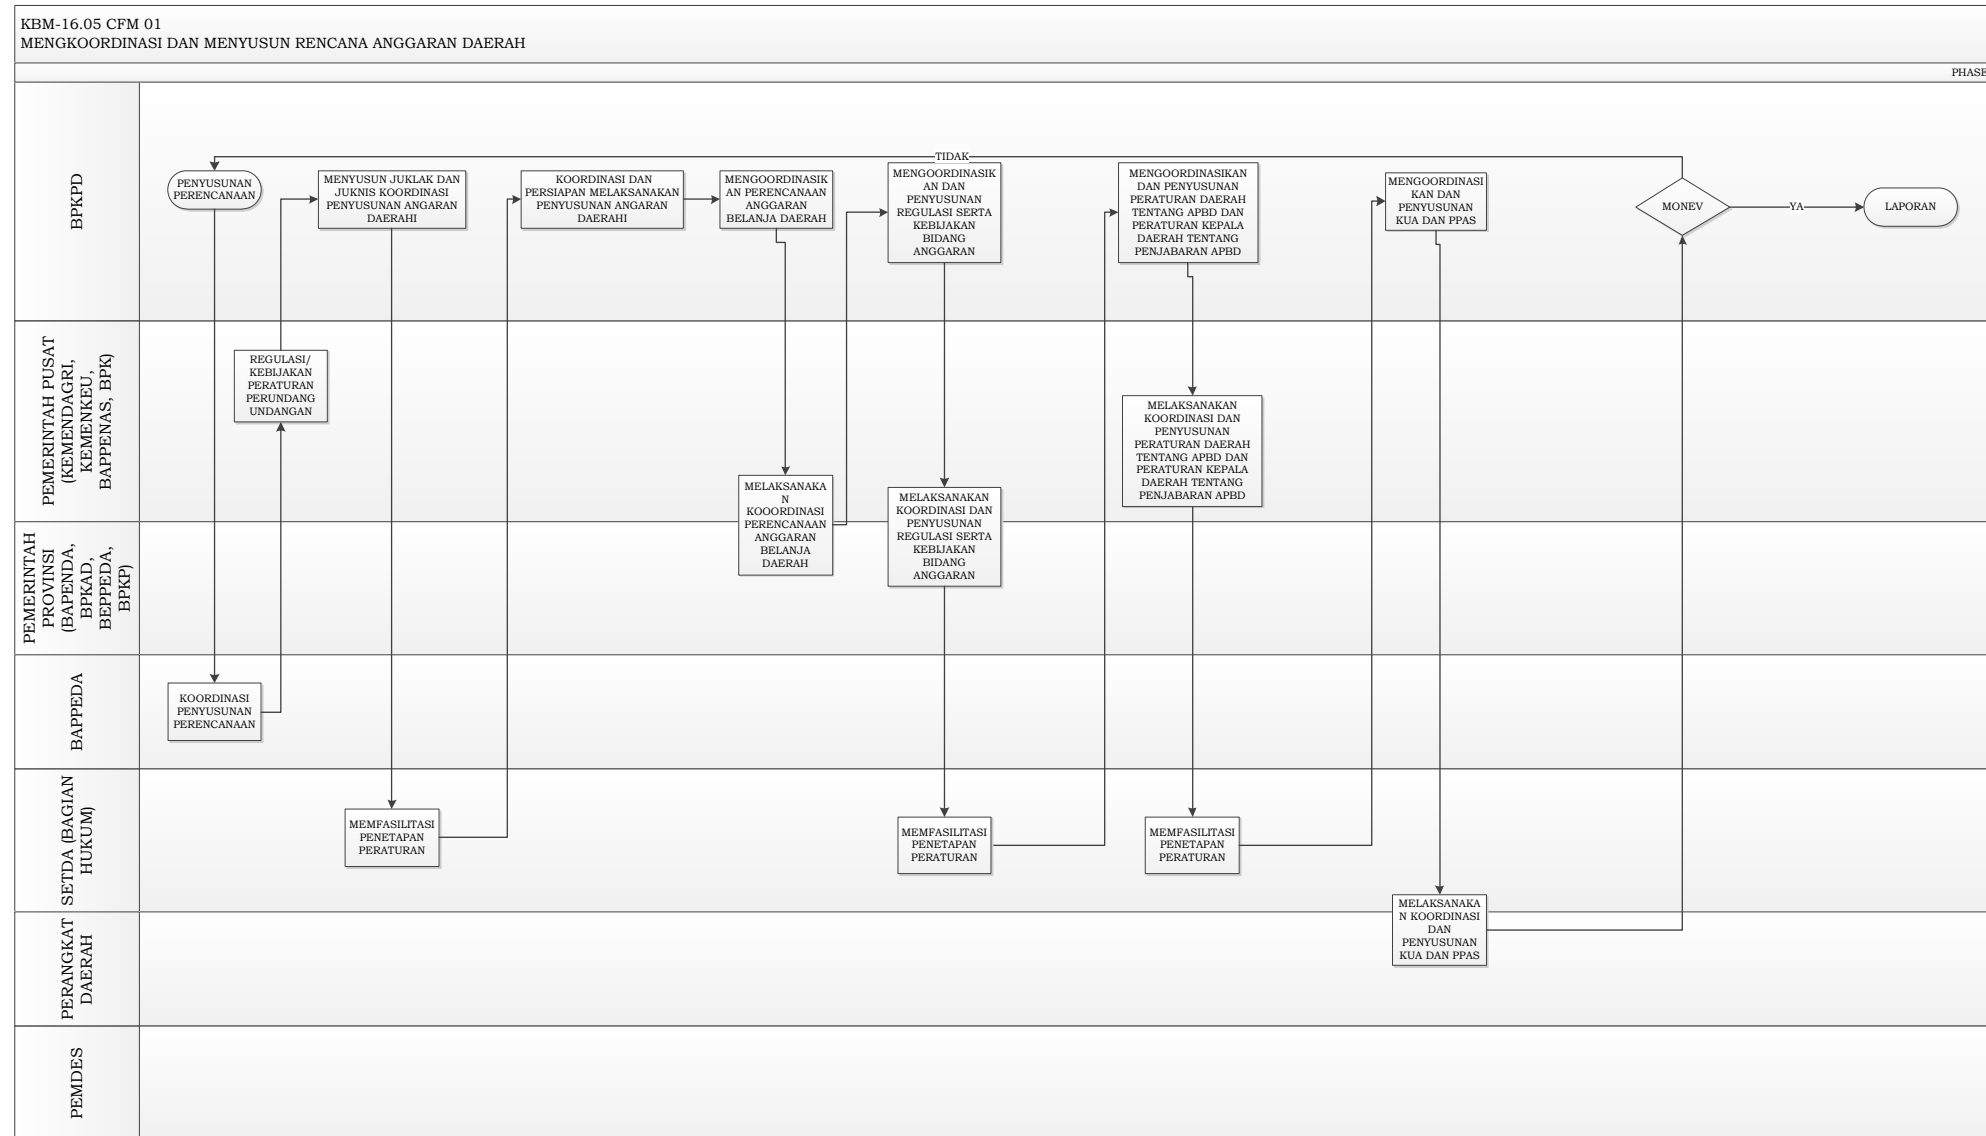 KBM-16.05 CFM 01
MENGKOORDINASI DAN MENYUSUN RENCANA ANGGARAN DAERAH
PHASE
BPKPD
PENYUSUNAN
PERENCANAAN
MENYUSUN JUKLAK DAN
JUKNIS KOORDINASI
PENYUSUNAN ANGARAN
DAERAHI
KOORDINASI DAN
PERSIAPAN MELAKSANAKAN
PENYUSUNAN ANGARAN
DAERAHI
MENGOORDINASIK
AN PERENCANAAN
ANGGARAN
BELANJA DAERAH
TIDAK
MENGOORDINASIK
AN DAN
PENYUSUNAN
REGULASI SERTA
KEBIJAKAN
BIDANG
ANGGARAN
MENGOORDINASIKAN
DAN PENYUSUNAN
PERATURAN DAERAH
TENTANG APBD DAN
PERATURAN KEPALA
DAERAH TENTANG
PENJABARAN APBD
MENGOORDINASI
KAN DAN
PENYUSUNAN
KUA DAN PPAS
MONEV
YA
LAPORAN
PEMERINTAH PUSAT
(KEMENDAGRI,
KEMENKEU,
BAPPENAS, BPK)
REGULASI/
KEBIJAKAN
PERATURAN
PERUNDANG
UNDANGAN
MELAKSANAKA
N
KOOORDINASI
PERENCANAAN
ANGGARAN
BELANJA
DAERAH
MELAKSANAKAN
KOORDINASI DAN
PENYUSUNAN
REGULASI SERTA
KEBIJAKAN
BIDANG
ANGGARAN
MELAKSANAKAN
KOORDINASI DAN
PENYUSUNAN
PERATURAN DAERAH
TENTANG APBD DAN
PERATURAN KEPALA
DAERAH TENTANG
PENJABARAN APBD
PEMERINTAH
PROVINSI
(BAPENDA,
BPKAD,
BEPPEDA,
BPKP)
BAPPEDA
KOORDINASI
PENYUSUNAN
PERENCANAAN
SETDA (BAGIAN
HUKUM)
MEMFASILITASI
PENETAPAN
PERATURAN
MEMFASILITASI
PENETAPAN
PERATURAN
MEMFASILITASI
PENETAPAN
PERATURAN
PERANGKAT
DAERAH
MELAKSANAKA
N KOORDINASI
DAN
PENYUSUNAN
KUA DAN PPAS
PEMDES